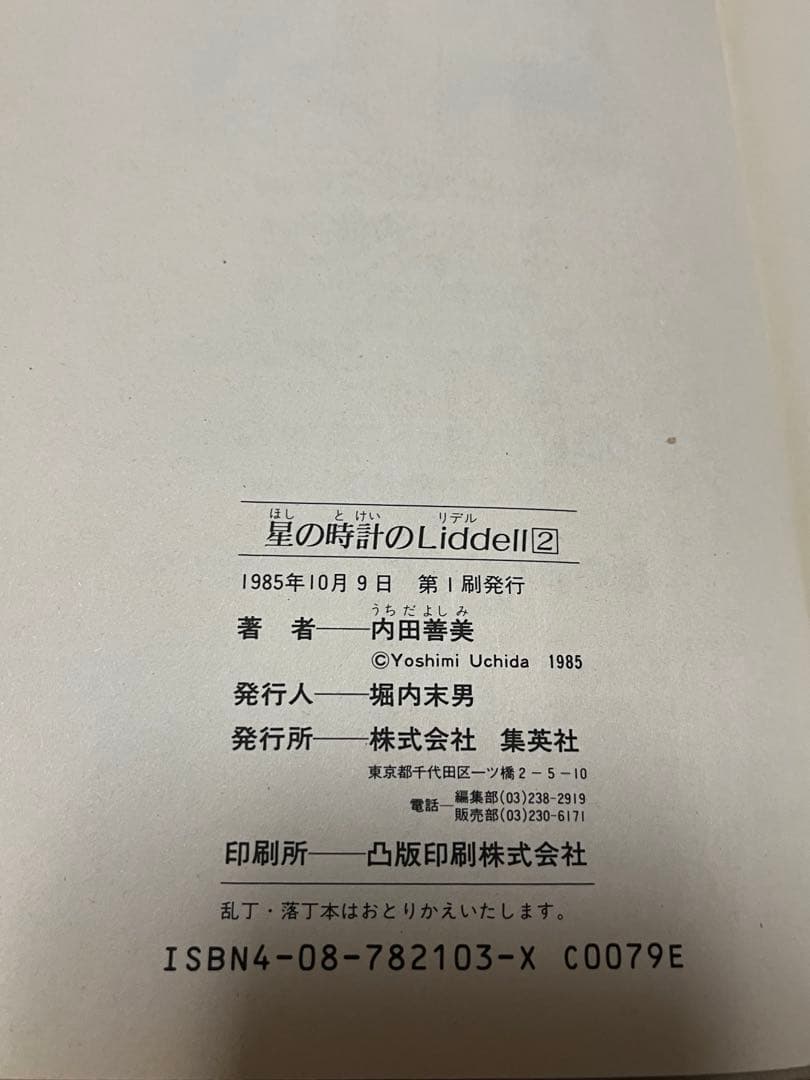 ほし と けい リデル
星の時計のLiddell2
1985年10月9日 第1刷発行
うち だ よし み
著 者――内田善美
©Yoshimi Uchida 1985
発行人――堀内末男
発行所――株式会社 集英社
東京都千代田区一ツ橋2-5-10
電話―編集部(03)238-2919
販売部(03)230-6171
印刷所――凸版印刷株式会社
乱丁・落丁本はおとりかえいたします。
ISBN4-08-782103-X C0079E